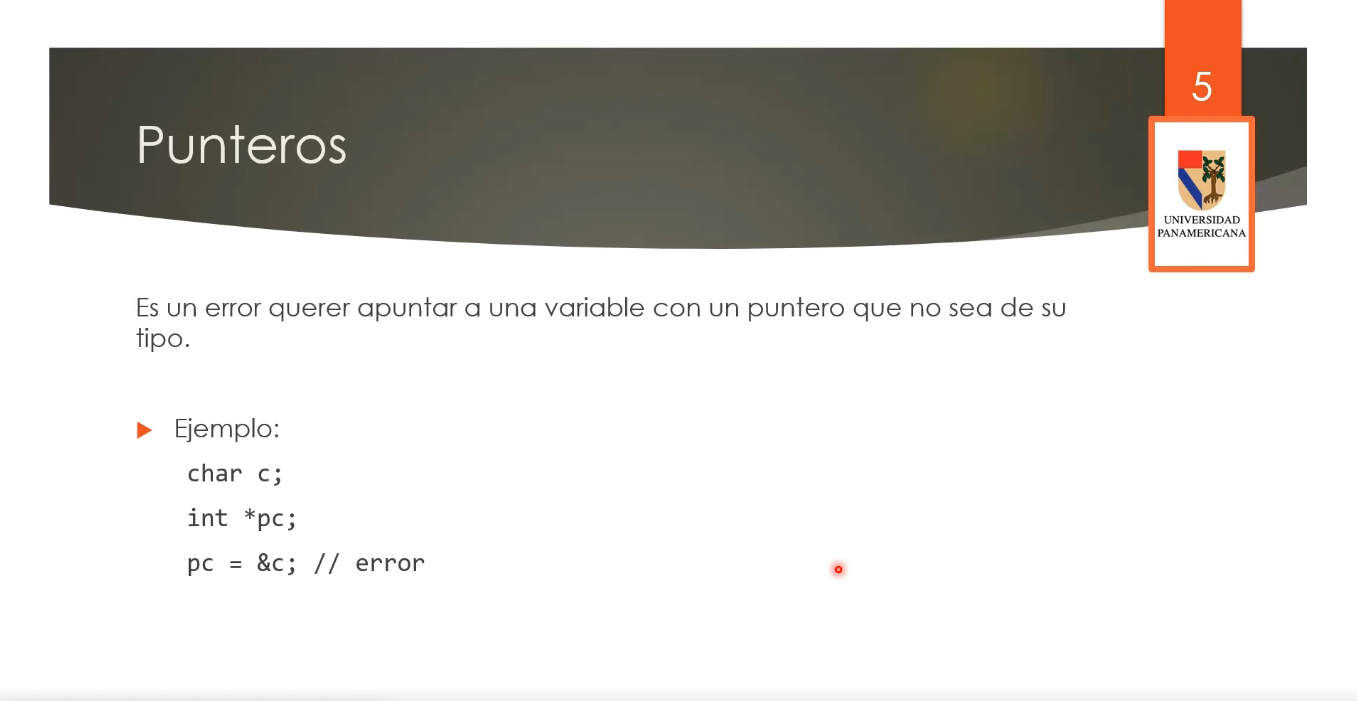 5
Punteros
UNIVERSIDAD
PANAMERICANA
Es un error querer apuntar a una variable con un puntero que no sea de su
tipo.
Ejemplo:
char c;
int *pc;
pc = &c; // error